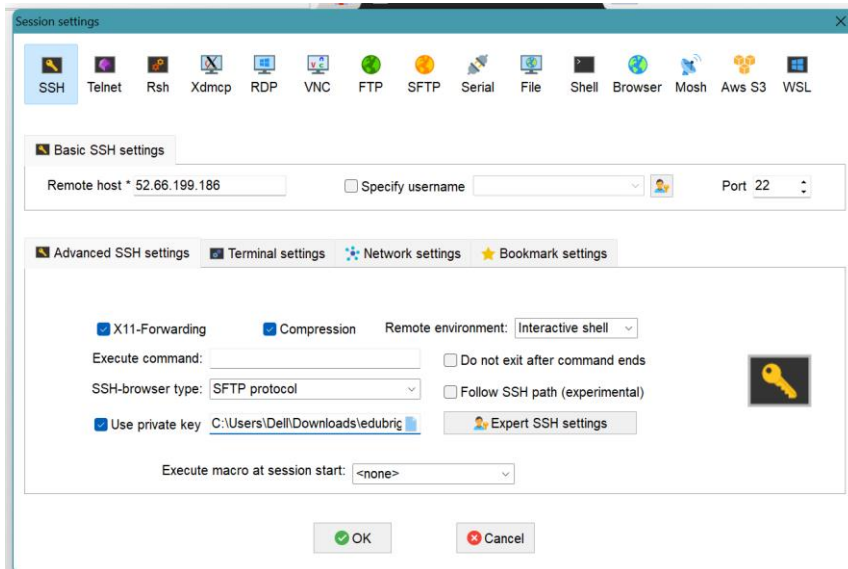 Session settings
SSH Telnet Rsh Xdmcp RDP VNC FTP SFTP Serial File Shell Browser Mosh Aws S3 WSL
Basic SSH settings
Remote host * 52.66.199.186 Specify username Port 22
Advanced SSH settings Terminal settings Network settings Bookmark settings
X11-Forwarding Compression Remote environment: Interactive shell
Execute command: Do not exit after command ends
SSH-browser type: SFTP protocol Follow SSH path (experimental)
Use private key C:\Users\Dell\Downloads\edubrig Expert SSH settings
Execute macro at session start: <none>
OK Cancel